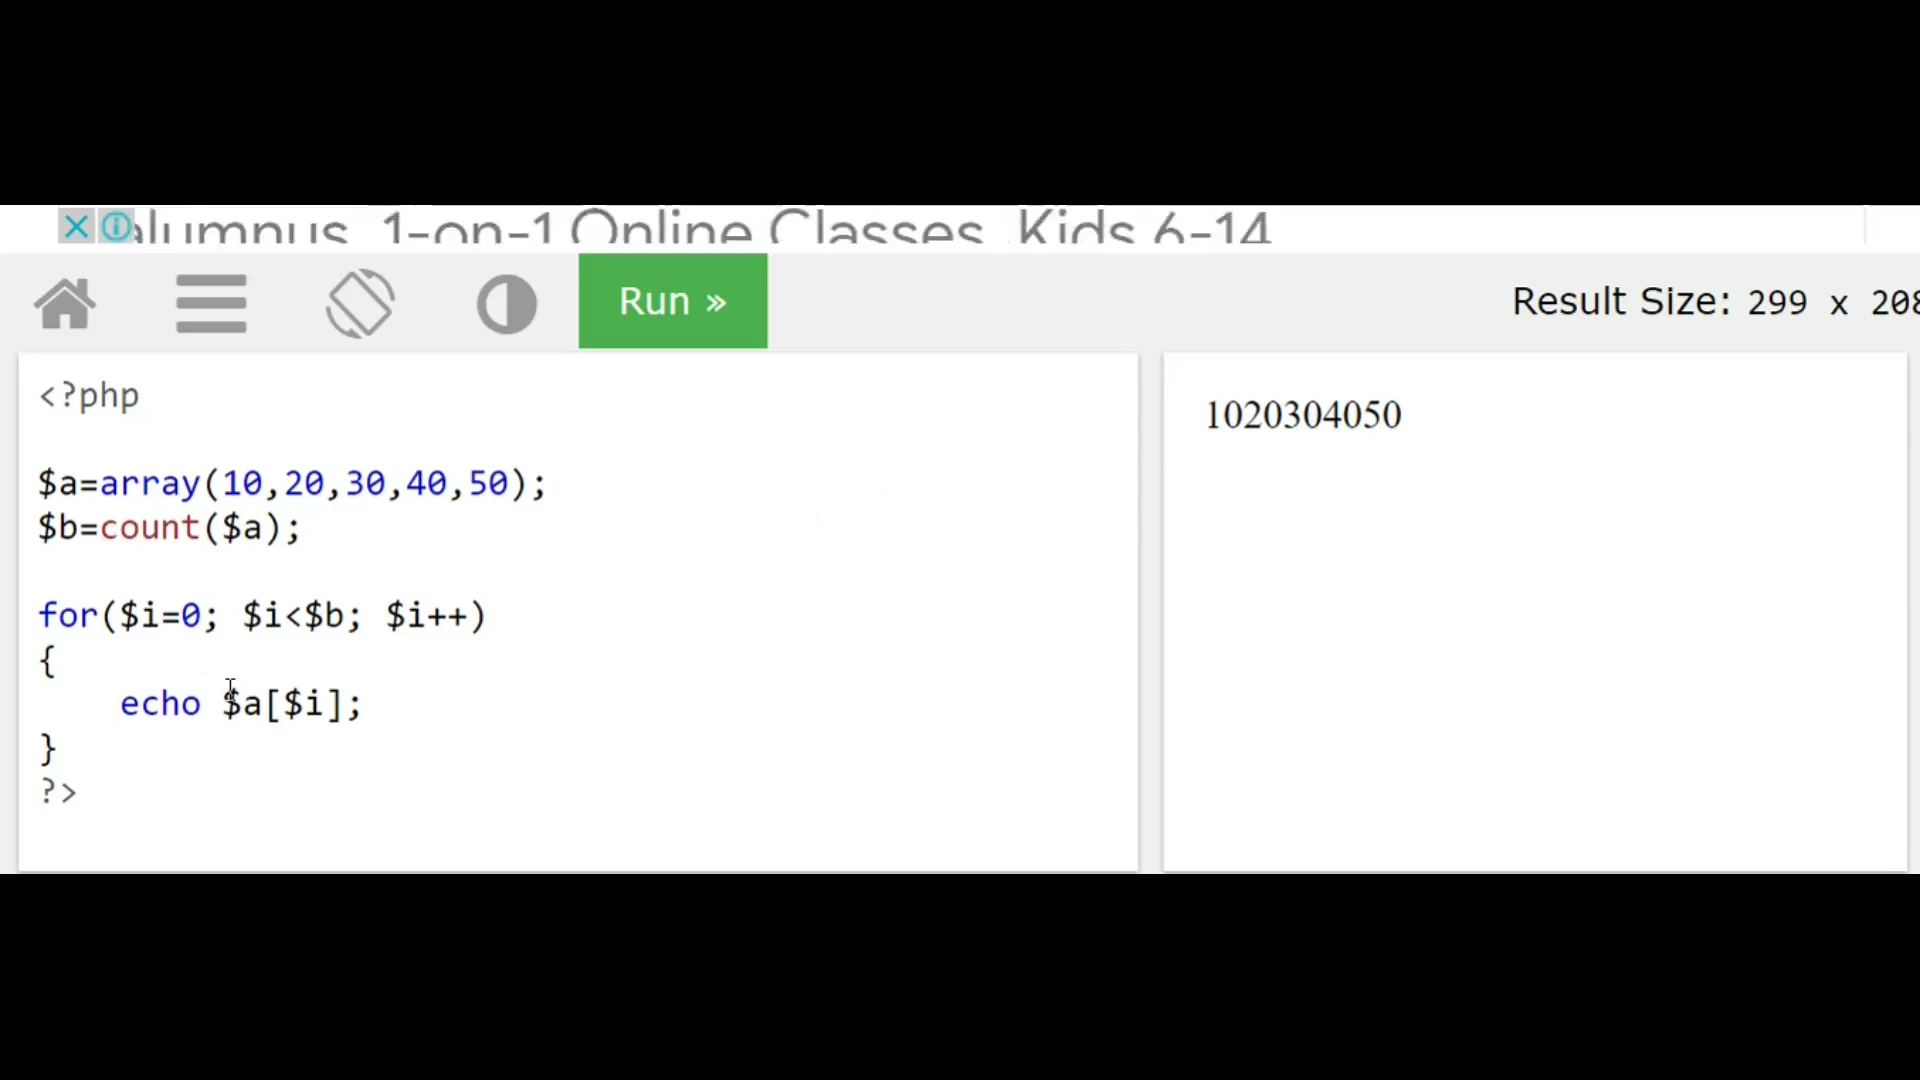 alumnus 1-on-1 Online Classes Kids 6-14
Run »
Result Size: 299 x 208
<?php
$a=array(10,20,30,40,50);
$b=count($a);
for($i=0; $i<$b; $i++)
{
echo $a[$i];
}
?>
1020304050